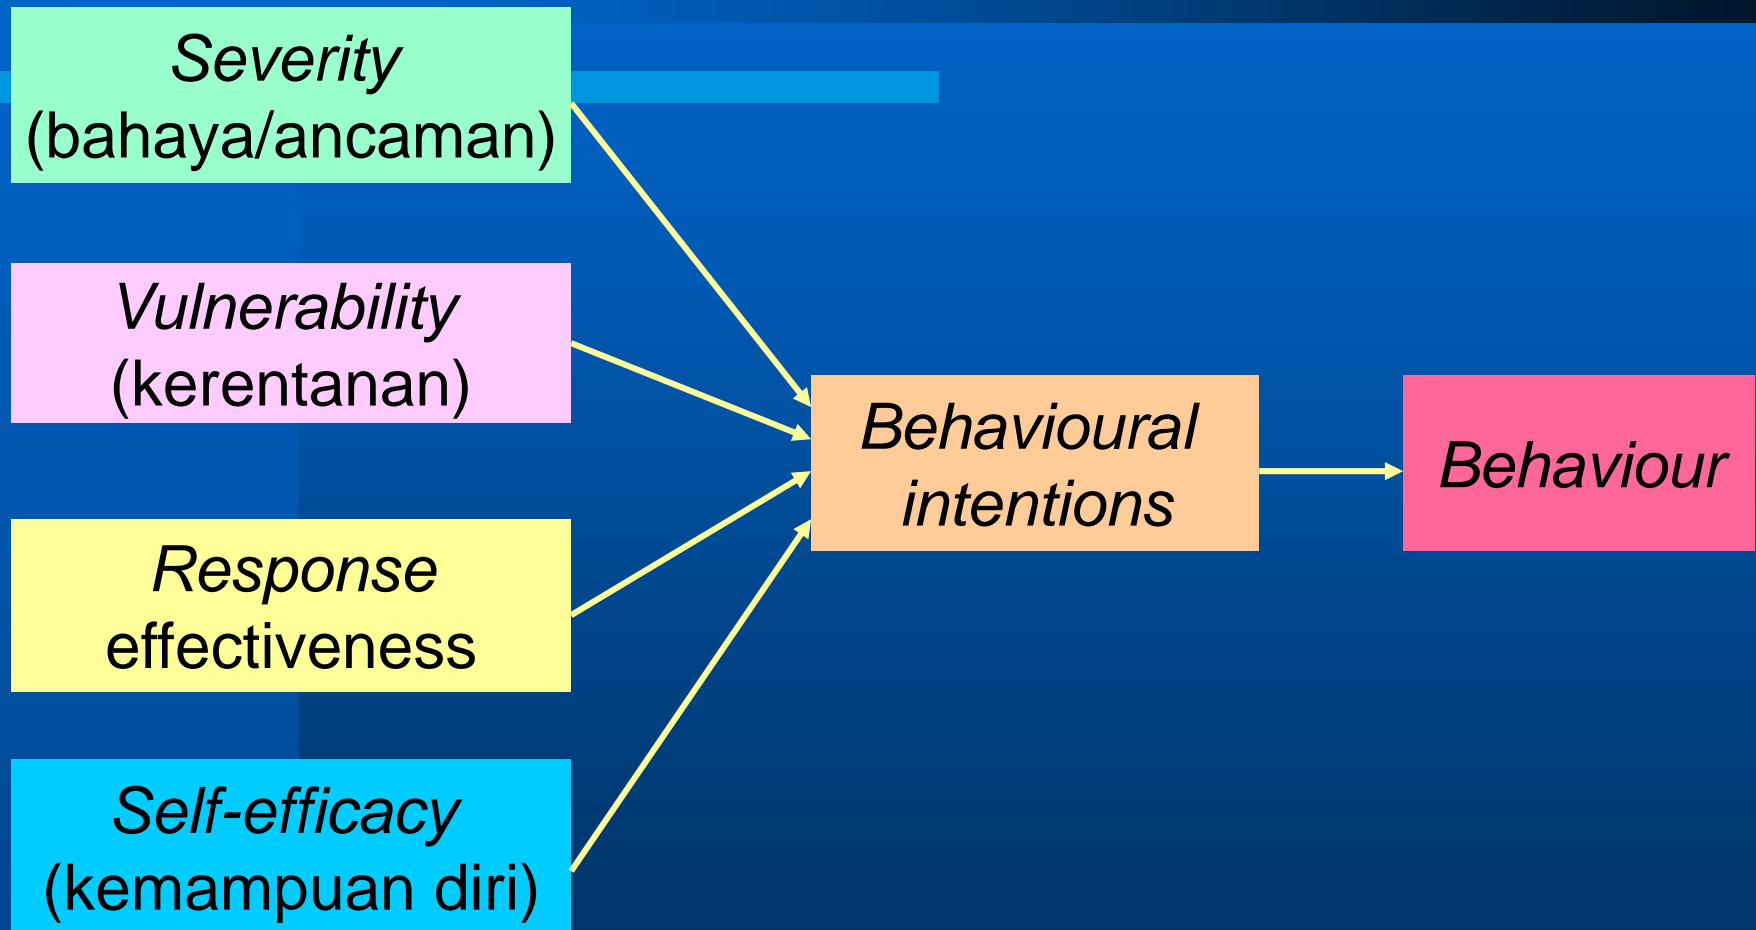 Severity
(bahaya/ancaman)
Vulnerability
(kerentanan)
Response
effectiveness
Self-efficacy
(kemampuan diri)
Behavioural
intentions
Behaviour